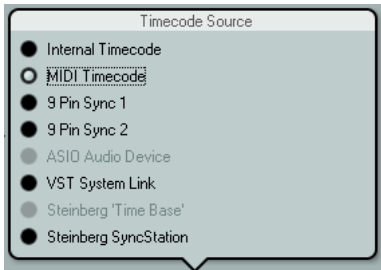 Timecode Source
Internal Timecode
MIDI Timecode
9 Pin Sync 1
9 Pin Sync 2
ASIO Audio Device
VST System Link
Steinberg 'Time Base'
Steinberg SyncStation